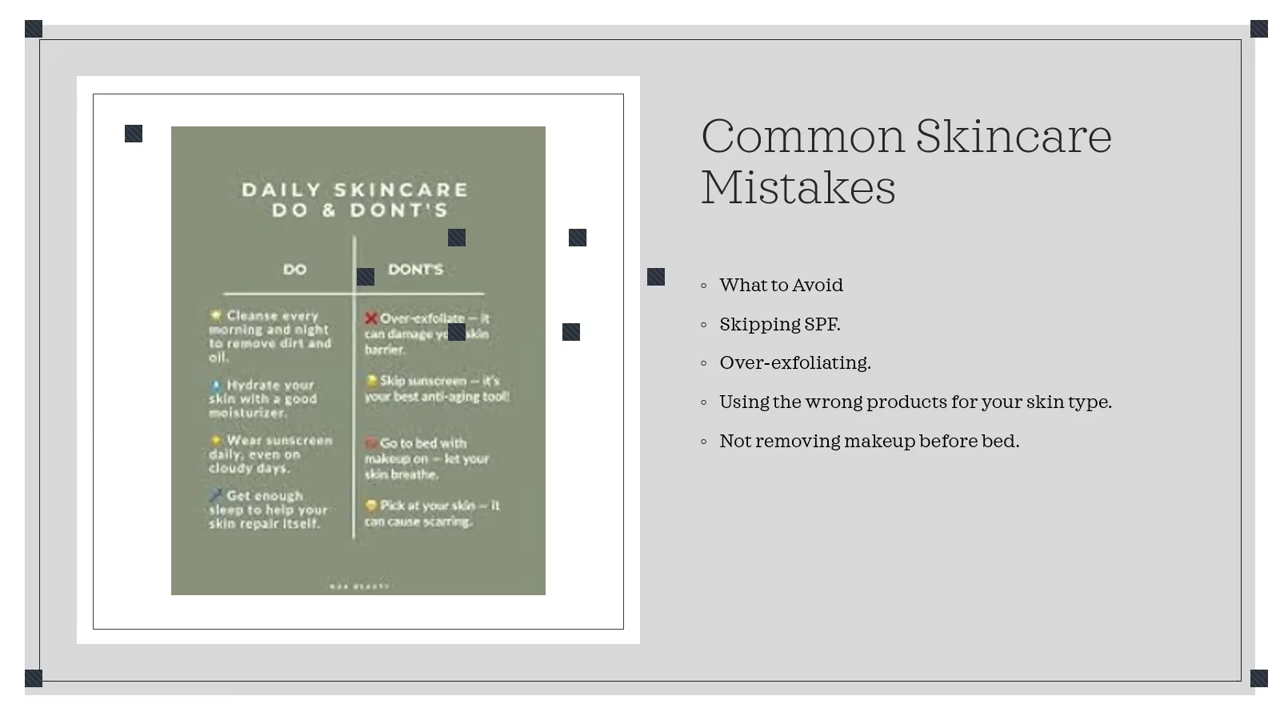 DAILY SKINCARE
DO & DONT'S
DO
DONT'S
Cleanse every
morning and night
to remove dirt and
oil.
Hydrate your
skin with a good
moisturizer.
Wear sunscreen
daily, even on
cloudy days.
Get enough
sleep to help your
skin repair itself.
Over-exfoliate — it
can damage skin
barrier.
Skip sunscreen — it's
your best anti-aging tool!
Go to bed with
makeup on — let your
skin breathe.
Pick at your skin — it
can cause scarring.
BEAUTY
Common Skincare
Mistakes
◦ What to Avoid
◦ Skipping SPF.
◦ Over-exfoliating.
◦ Using the wrong products for your skin type.
◦ Not removing makeup before bed.